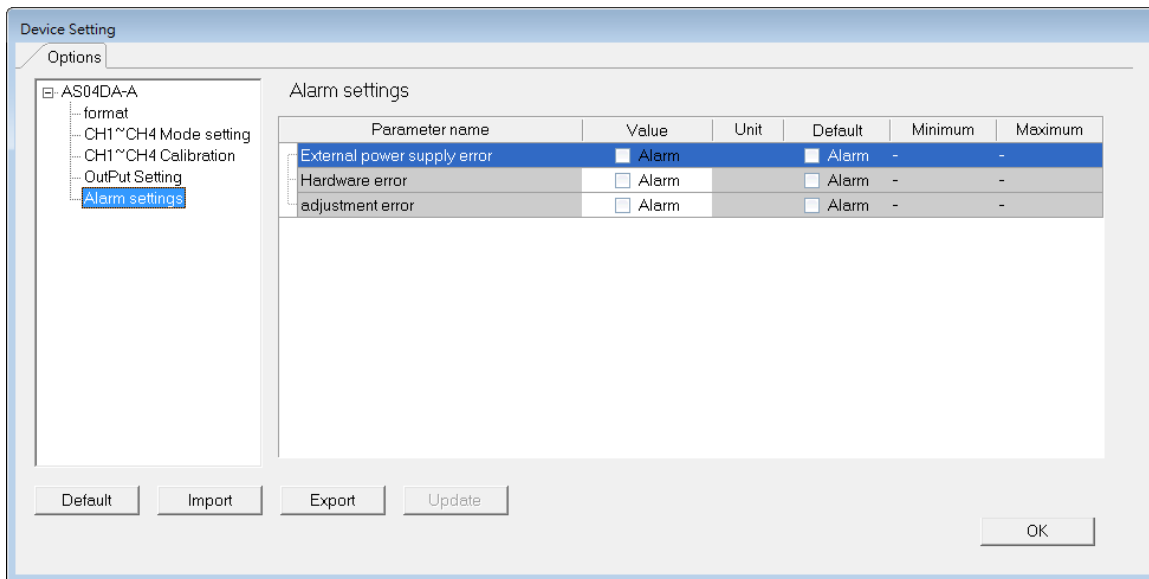 Device Setting
Options
AS04DA-A
format
CH1~CH4 Mode setting
CH1~CH4 Calibration
OutPut Setting
Alarm settings
Alarm settings
Parameter name Value Unit Default Minimum Maximum
External power supply error Alarm Alarm - -
Hardware error Alarm Alarm - -
adjustment error Alarm Alarm - -
Default Import Export Update
OK